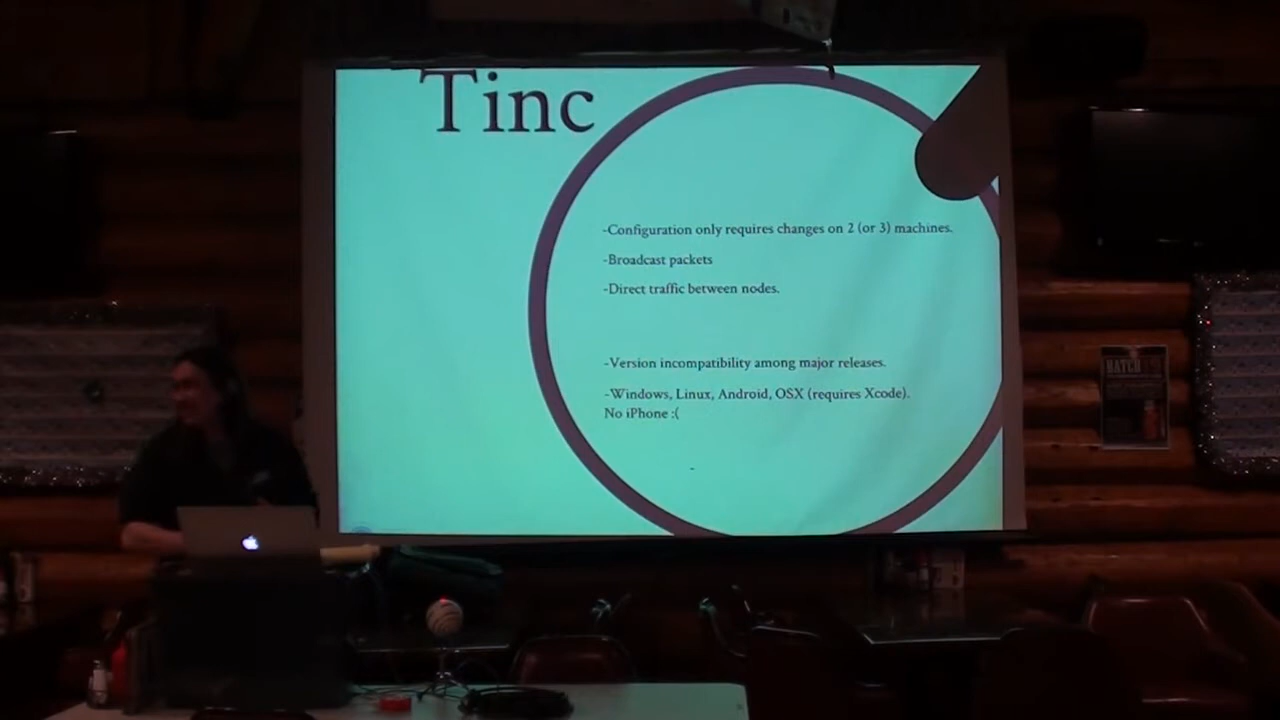 Tinc
-Configuration only requires changes on 2 (or 3) machines.
-Broadcast packets
-Direct traffic between nodes.
-Version incompatibility among major releases.
-Windows, Linux, Android, OSX (requires Xcode).
No iPhone :(
-
HATCH